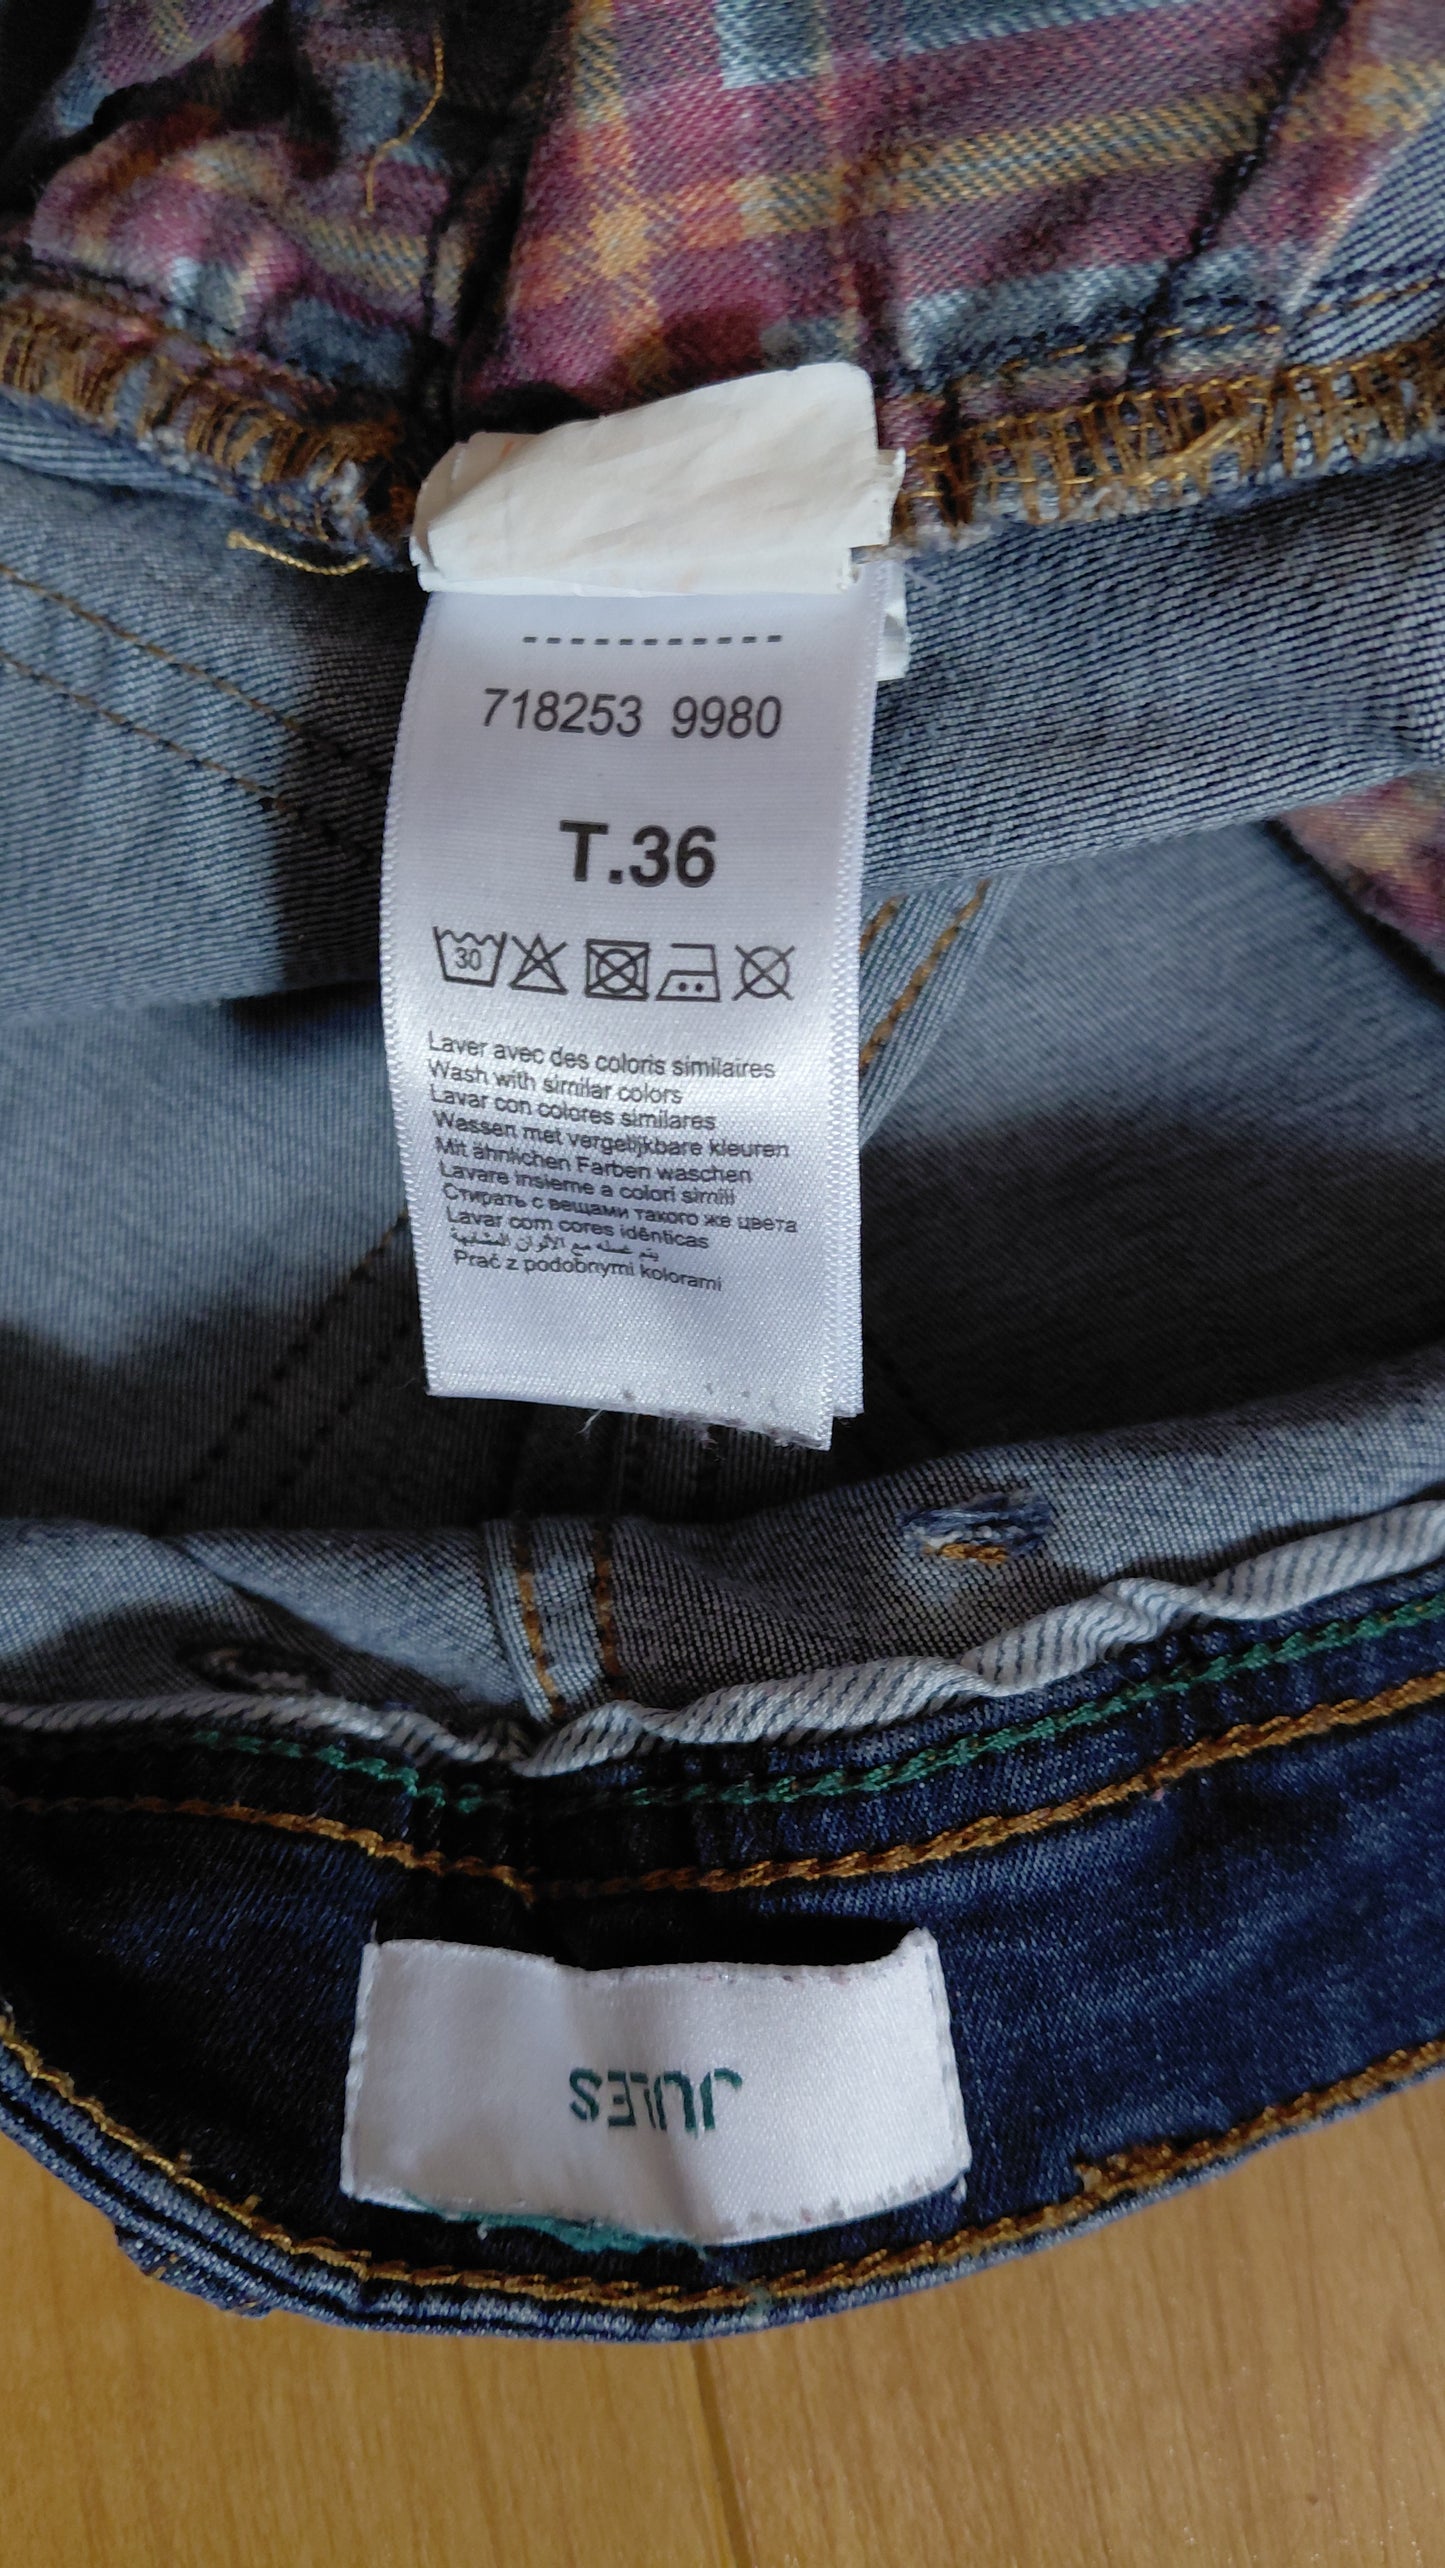 718253 9980
T.36
30
Laver avec des coloris similaires
Wash with similar colors
Lavar con colores similares
Wassen met vergelijkbare kleuren
Mit ähnlichen Farben waschen
Lavare insieme a colori simili
Стирать с вещами такого же цвета
Lavar com cores idênticas
يتم غسله مع الألوان المشابهة
Prać z podobnymi kolorami
JULES